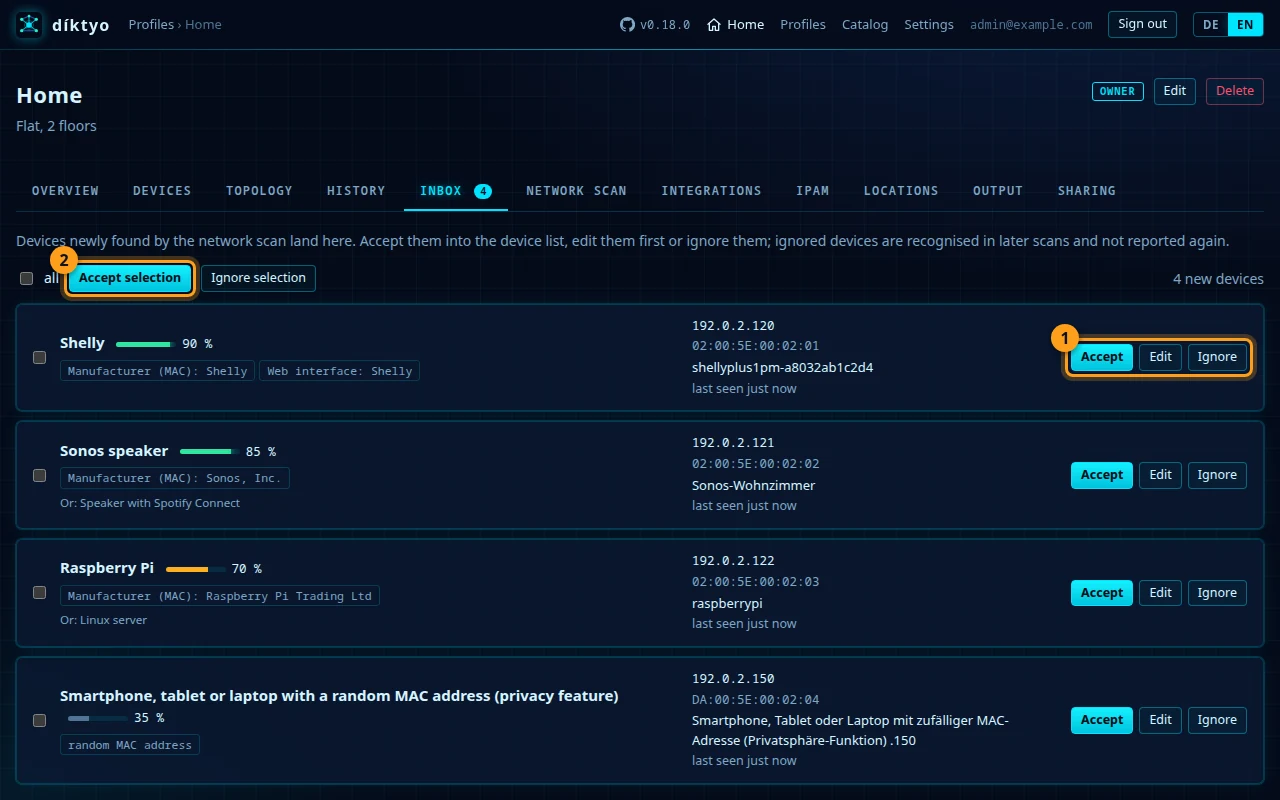 díktyo
Profiles › Home
v0.18.0
Home
Profiles
Catalog
Settings
admin@example.com
Sign out
DE
EN
Home
OWNER
Edit
Delete
Flat, 2 floors
OVERVIEW
DEVICES
TOPOLOGY
HISTORY
INBOX 4
NETWORK SCAN
INTEGRATIONS
IPAM
LOCATIONS
OUTPUT
SHARING
Devices newly found by the network scan land here. Accept them into the device list, edit them first or ignore them; ignored devices are recognised in later scans and not reported again.
2
all
Accept selection
Ignore selection
4 new devices
Shelly 90 %
Manufacturer (MAC): Shelly
Web interface: Shelly
192.0.2.120
02:00:5E:00:02:01
shellyplus1pm-a8032ab1c2d4
last seen just now
1
Accept
Edit
Ignore
Sonos speaker 85 %
Manufacturer (MAC): Sonos, Inc.
Or: Speaker with Spotify Connect
192.0.2.121
02:00:5E:00:02:02
Sonos-Wohnzimmer
last seen just now
Accept
Edit
Ignore
Raspberry Pi 70 %
Manufacturer (MAC): Raspberry Pi Trading Ltd
Or: Linux server
192.0.2.122
02:00:5E:00:02:03
raspberrypi
last seen just now
Accept
Edit
Ignore
Smartphone, tablet or laptop with a random MAC address (privacy feature)
35 %
random MAC address
192.0.2.150
DA:00:5E:00:02:04
Smartphone, Tablet oder Laptop mit zufälliger MAC-
Adresse (Privatsphäre-Funktion) .150
last seen just now
Accept
Edit
Ignore